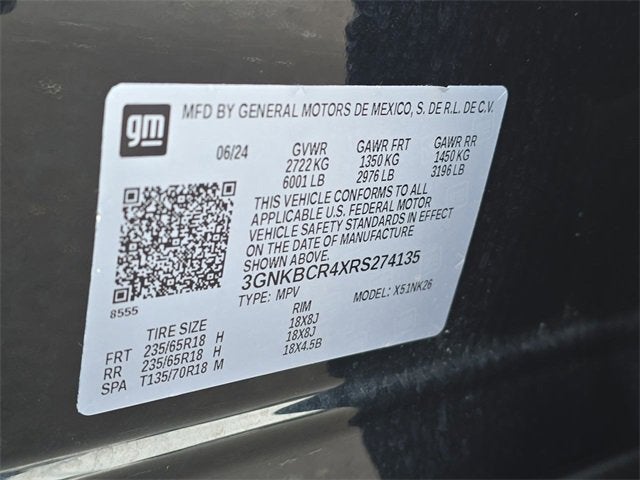 gm MFD BY GENERAL MOTORS DE MEXICO, S. DE R.L. DE C.V.
06/24 GVWR GAWR FRT GAWR RR
2722 KG 1350 KG 1450 KG
6001 LB 2976 LB 3196 LB
THIS VEHICLE CONFORMS TO ALL
APPLICABLE U.S. FEDERAL MOTOR
VEHICLE SAFETY STANDARDS IN EFFECT
ON THE DATE OF MANUFACTURE
SHOWN ABOVE.
3GNKBCR4XRS274135
8555 TYPE: MPV MODEL: X51NK26
TIRE SIZE RIM
FRT 235/65R18 H 18X8J
RR 235/65R18 H 18X8J
SPA T135/70R18 M 18X4.5B